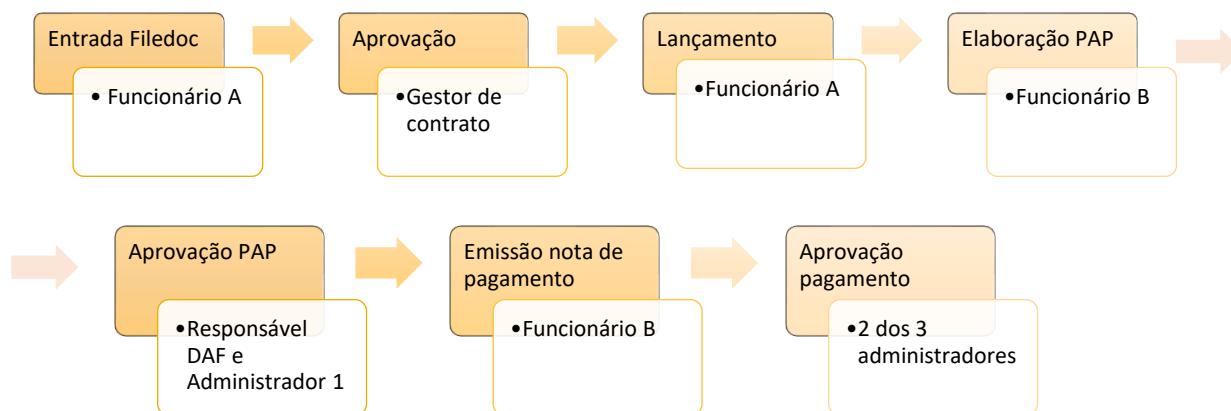 Entrada Filedoc
• Funcionário A
Aprovação
•Gestor de
contrato
Lançamento
•Funcionário A
Elaboração PAP
•Funcionário B
Aprovação PAP
•Responsável
DAF e
Administrador 1
Emissão nota de
pagamento
•Funcionário B
Aprovação
pagamento
•2 dos 3
administradores